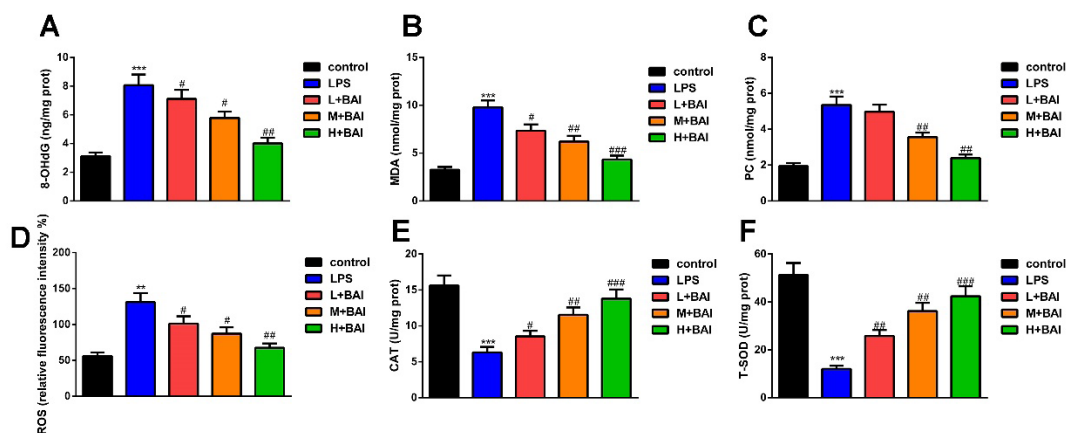 A
8-OHdG (ng/mg prot)
10
8
6
4
2
0
***
#
#
##
control
LPS
L+BAI
M+BAI
H+BAI
B
MDA (nmol/mg prot)
15
10
5
0
***
#
##
###
control
LPS
L+BAI
M+BAI
H+BAI
C
PC (nmol/mg prot)
8
6
4
2
0
***
##
##
control
LPS
L+BAI
M+BAI
H+BAI
D
ROS (relative fluorescence intensity %)
200
150
100
50
0
**
#
#
##
control
LPS
L+BAI
M+BAI
H+BAI
E
CAT (U/mg prot)
20
15
10
5
0
***
#
##
###
control
LPS
L+BAI
M+BAI
H+BAI
F
T-SOD (U/mg prot)
60
40
20
0
***
##
##
###
control
LPS
L+BAI
M+BAI
H+BAI